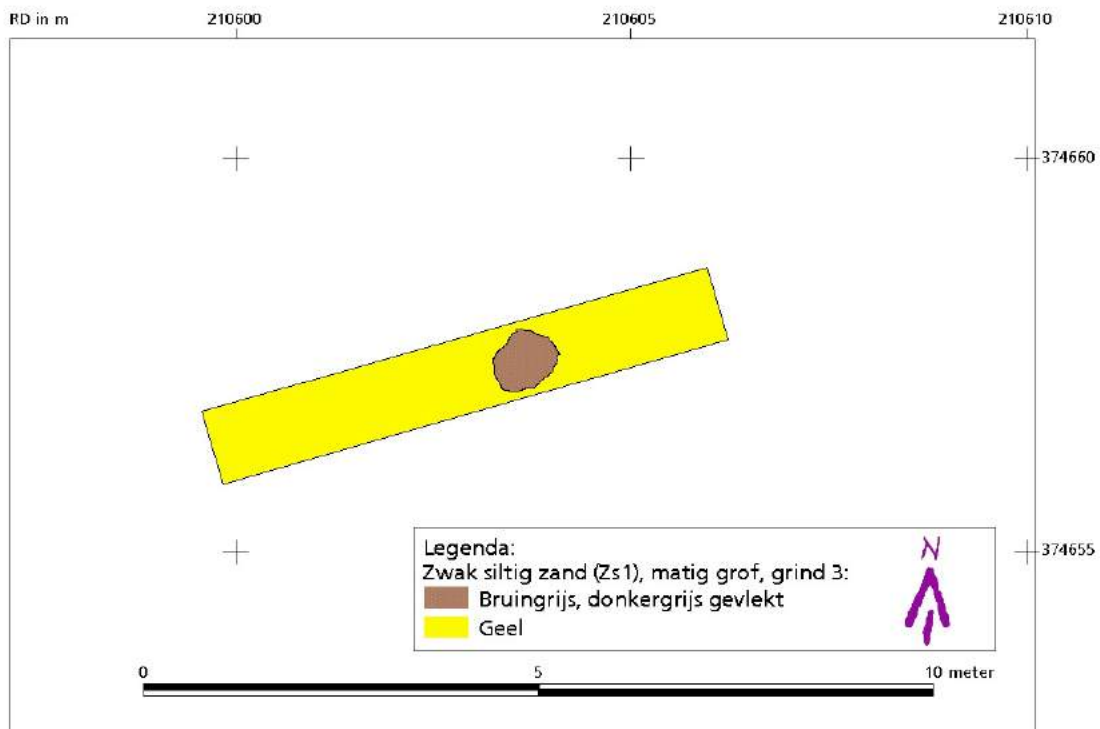 RD in m 210600 210605 210610
374660
374655
N
Legenda:
Zwak siltig zand (Zs1), matig grof, grind 3:
Bruingrijs, donkergrijs gevlekt
Geel
0 5 10 meter